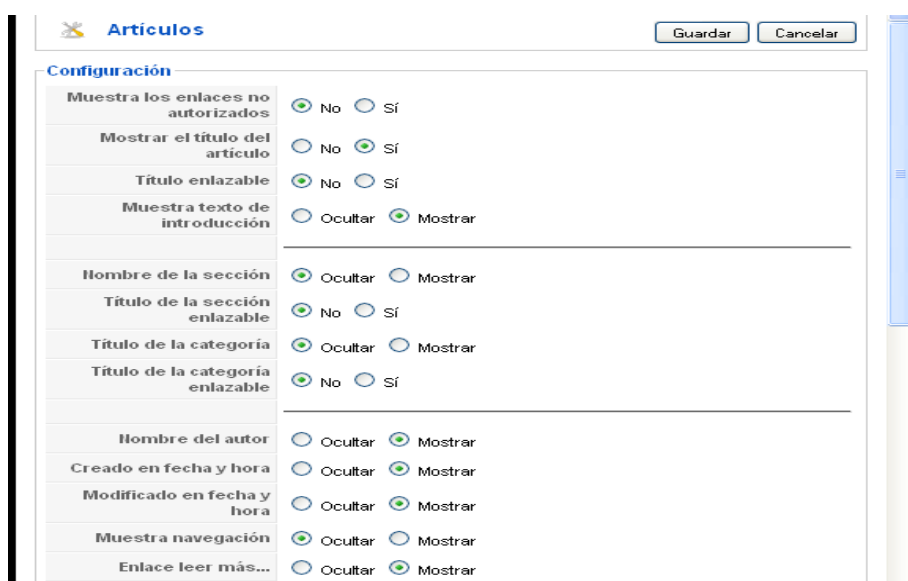 Artículos
Guardar Cancelar
Configuración
Muestra los enlaces no
autorizados
No Sí
Mostrar el título del
artículo
No Sí
Título enlazable No Sí
Muestra texto de
introducción
Ocultar Mostrar
Nombre de la sección Ocultar Mostrar
Título de la sección
enlazable
No Sí
Título de la categoría Ocultar Mostrar
Título de la categoría
enlazable
No Sí
Nombre del autor Ocultar Mostrar
Creado en fecha y hora Ocultar Mostrar
Modificado en fecha y
hora
Ocultar Mostrar
Muestra navegación Ocultar Mostrar
Enlace leer más... Ocultar Mostrar